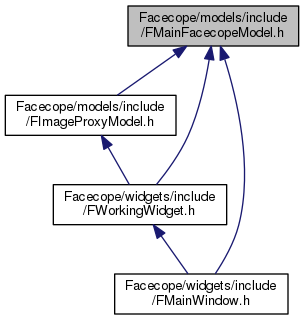 Facecope/models/include
/FMainFacecopeModel.h
Facecope/models/include
/FImageProxyModel.h
Facecope/widgets/include
/FWorkingWidget.h
Facecope/widgets/include
/FMainWindow.h